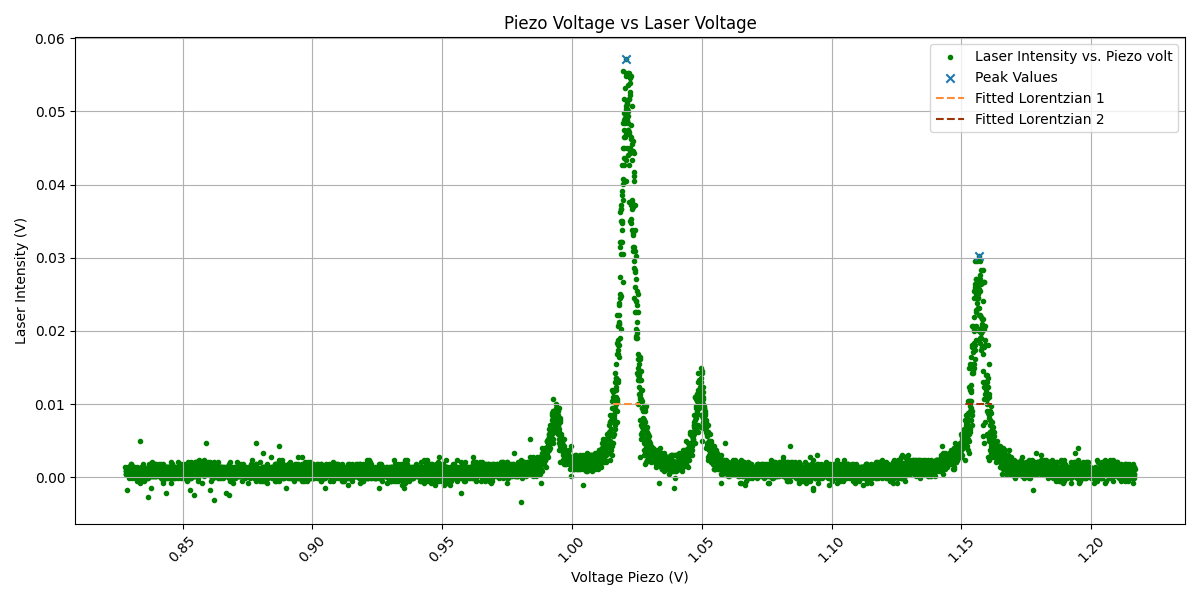 Piezo Voltage vs Laser Voltage
Laser Intensity vs. Piezo volt
Peak Values
Fitted Lorentzian 1
Fitted Lorentzian 2
Laser Intensity (V)
0.06
0.05
0.04
0.03
0.02
0.01
0.00
0.85
0.90
0.95
1.00
1.05
1.10
1.15
1.20
Voltage Piezo (V)